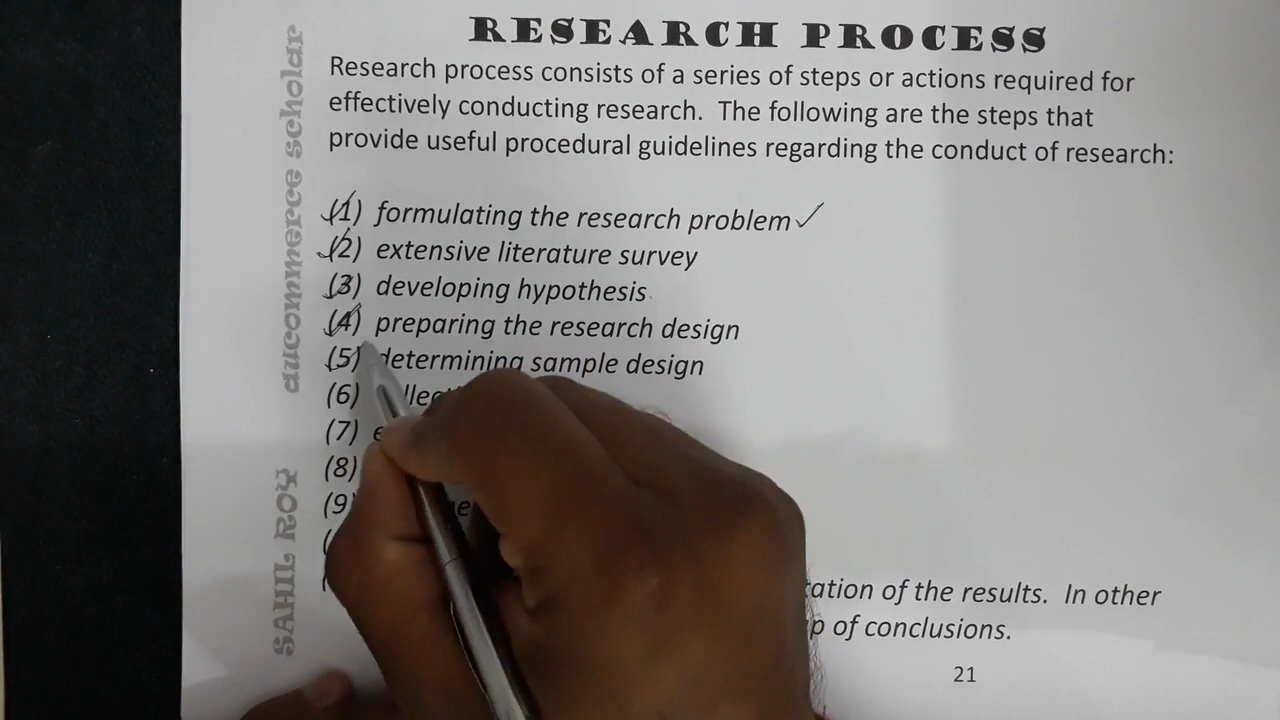 RESEARCH PROCESS
Research process consists of a series of steps or actions required for
effectively conducting research. The following are the steps that
provide useful procedural guidelines regarding the conduct of research:
(1) formulating the research problem
(2) extensive literature survey
(3) developing hypothesis
(4) preparing the research design
(5) determining sample design
(6)
(7)
(8)
(9)
of the results. In other
of conclusions.
21
aucommerce scholar
SAHIL ROY